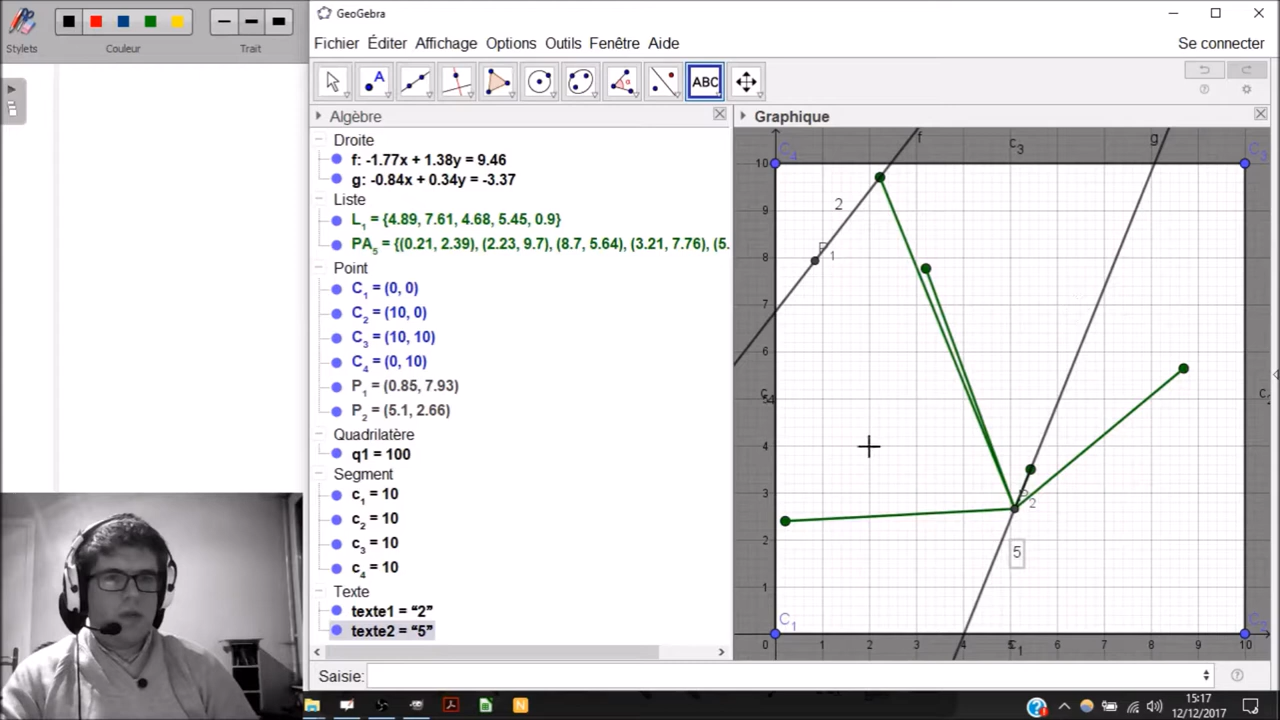 GeoGebra
Fichier Éditer Affichage Options Outils Fenêtre Aide
Se connecter
Stylets
Couleur
Trait
ABC
Algèbre
Droite
f: -1.77x + 1.38y = 9.46
g: -0.84x + 0.34y = -3.37
Liste
L1 = {4.89, 7.61, 4.68, 5.45, 0.9}
PA5 = {(0.21, 2.39), (2.23, 9.7), (8.7, 5.64), (3.21, 7.76), (5.
Point
C1 = (0, 0)
C2 = (10, 0)
C3 = (10, 10)
C4 = (0, 10)
P1 = (0.85, 7.93)
P2 = (5.1, 2.66)
Quadrilatère
q1 = 100
Segment
c1 = 10
c2 = 10
c3 = 10
c4 = 10
Texte
texte1 = “2”
texte2 = “5”
Saisie:
Graphique
f
c3
g
C4
C3
10
9
2
8
P1
7
6
4
3
2
2
5
1
C1
C2
0 1 2 3 4 5 6 7 8 9 10
c1
15:17
12/12/2017